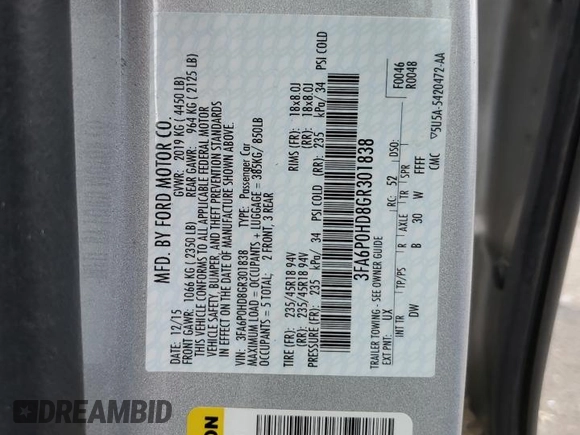 MFD. BY FORD MOTOR CO.
DATE: 12/15 GVWR: 2019 KG ( 4450 LB)
FRONT GAWR: 1066 KG ( 2350 LB) REAR GAWR: 964 KG ( 2125 LB)
THIS VEHICLE CONFORMS TO ALL APPLICABLE FEDERAL MOTOR
VEHICLE SAFETY, BUMPER, AND THEFT PREVENTION STANDARDS
IN EFFECT ON THE DATE OF MANUFACTURE SHOWN ABOVE.
VIN: 3FA6P0HD8GR301838 TYPE: Passenger Car
MAXIMUM LOAD = OCCUPANTS + LUGGAGE = 385KG/ 850LB
OCCUPANTS = 5 TOTAL; 2 FRONT, 3 REAR
TIRE (FR): 235/45R18 94V RIMS (FR): 18x8.0J
(RR): 235/45R18 94V (RR): 18x8.0J
PRESSURE (FR): 235 kPa/ 34 PSI COLD (RR): 235 kPa/ 34 PSI COLD
3FA6P0HD8GR301838
TRAILER TOWING - SEE OWNER GUIDE F0046
R0048
EXT PNT: UX RC: 52 DSO:
INT TR TP/PS R AXLE TR SPR
DW B 30 W FFFF
CMC ▽5U5A-5420472-AA
ON
DREAMBID